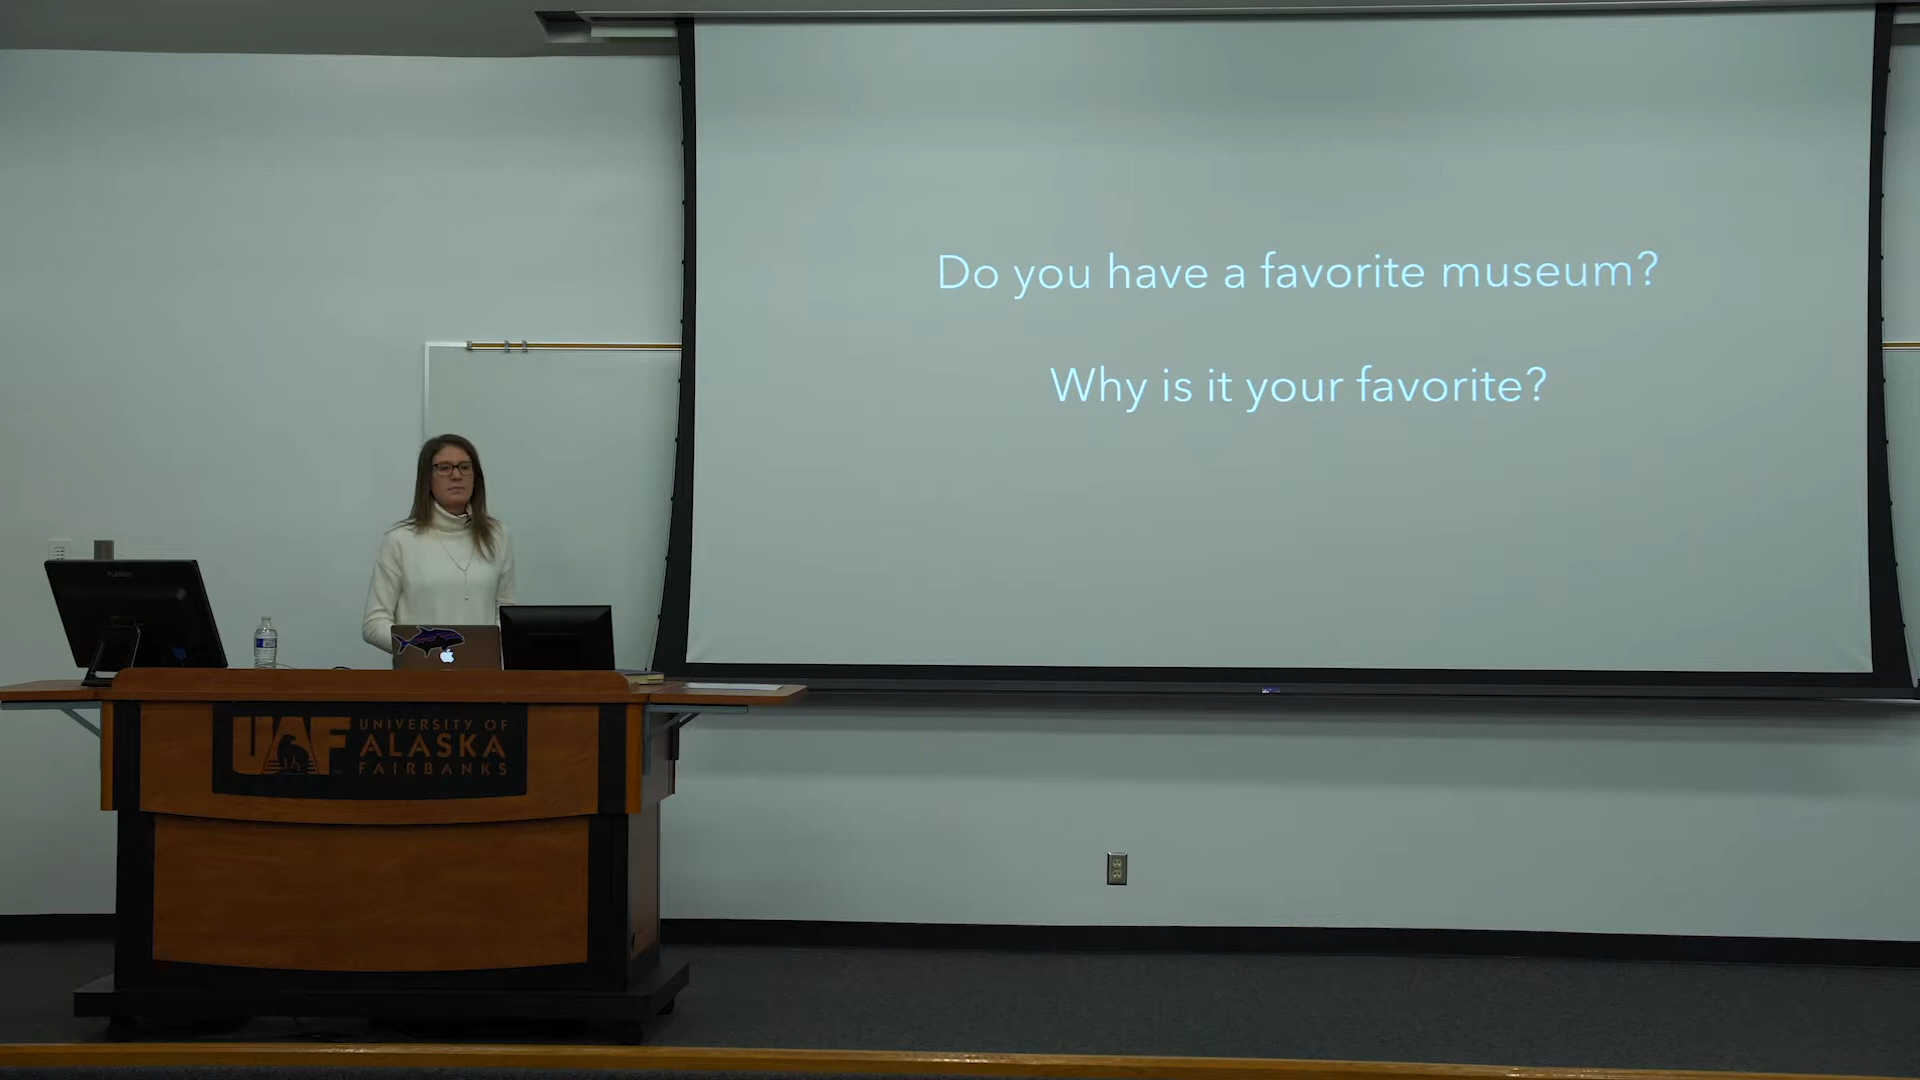 Do you have a favorite museum?
Why is it your favorite?
UAF UNIVERSITY OF
ALASKA
FAIRBANKS